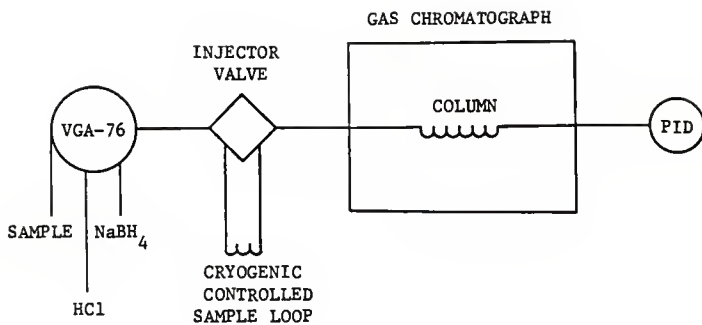 GAS CHROMATOGRAPH
INJECTOR
VALVE
COLUMN
VGA-76
PID
SAMPLE
NaBH4
HCl
CRYOGENIC
CONTROLLED
SAMPLE LOOP